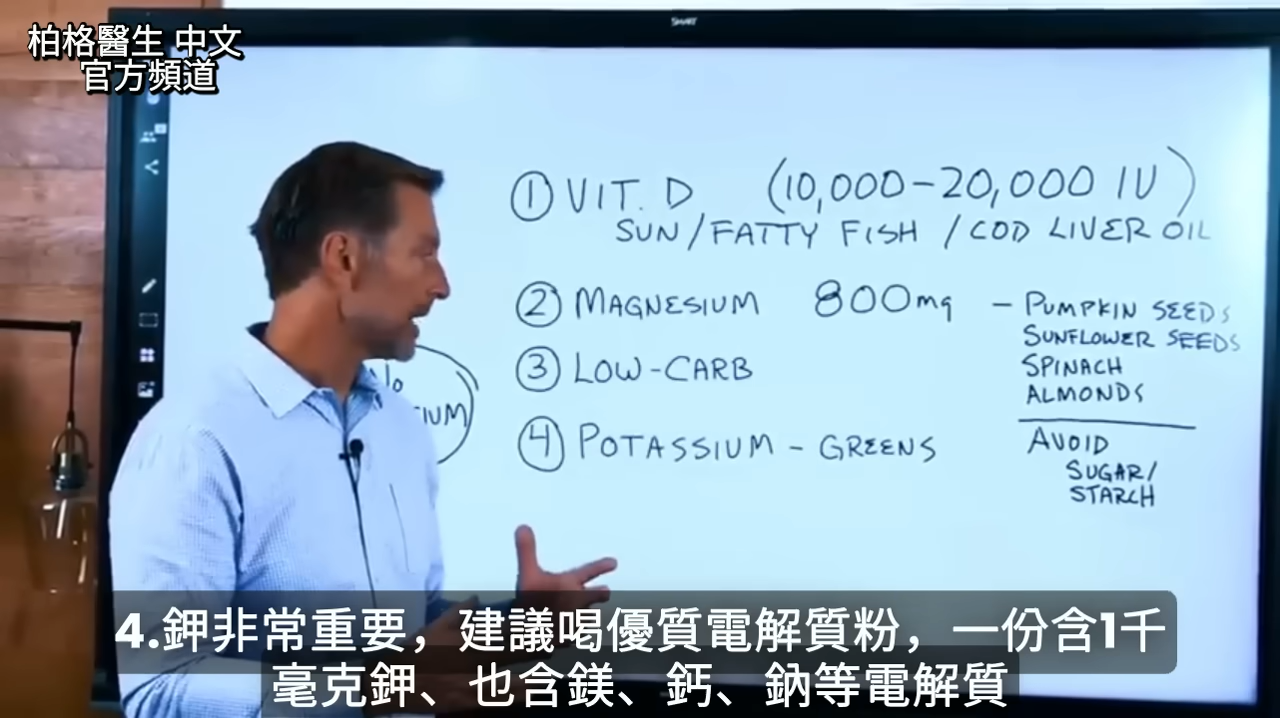 SMART
柏格醫生 中文
官方頻道
① VIT. D (10,000-20,000 IU)
SUN/FATTY FISH /COD LIVER OIL
② MAGNESIUM 800mg - PUMPKIN SEEDS
SUNFLOWER SEEDS
SPINACH
ALMONDS
③ LOW-CARB
④ POTASSIUM - GREENS
AVOID
SUGAR/
STARCH
4.鉀非常重要，建議喝優質電解質粉，一份含1千
毫克鉀、也含鎂、鈣、鈉等電解質